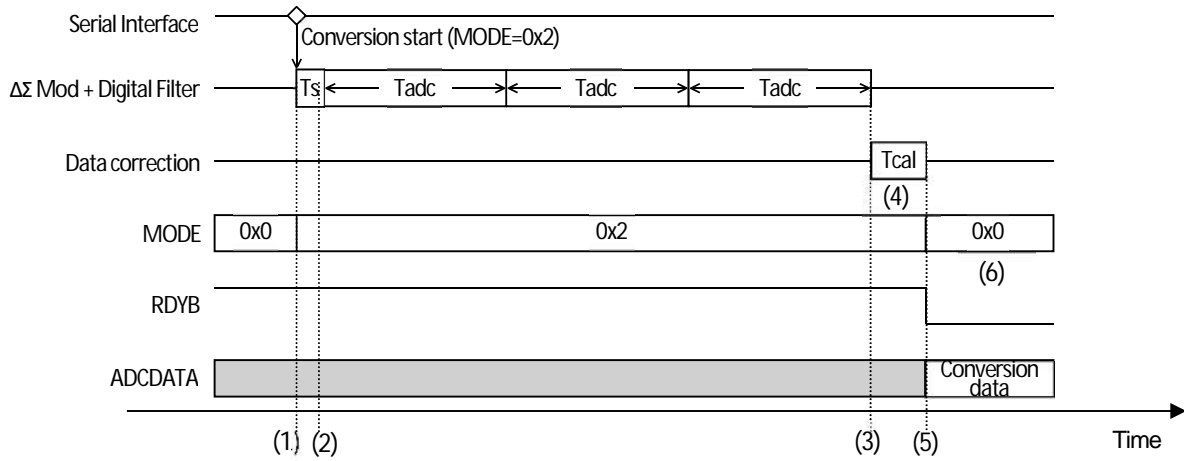 Serial Interface
Conversion start (MODE=0x2)
ΔΣ Mod + Digital Filter
Ts
Tadc
Tadc
Tadc
Data correction
Tcal
(4)
MODE
0x0
0x2
0x0
(6)
RDYB
ADCDATA
Conversion
data
(1)
(2)
(3)
(5)
Time